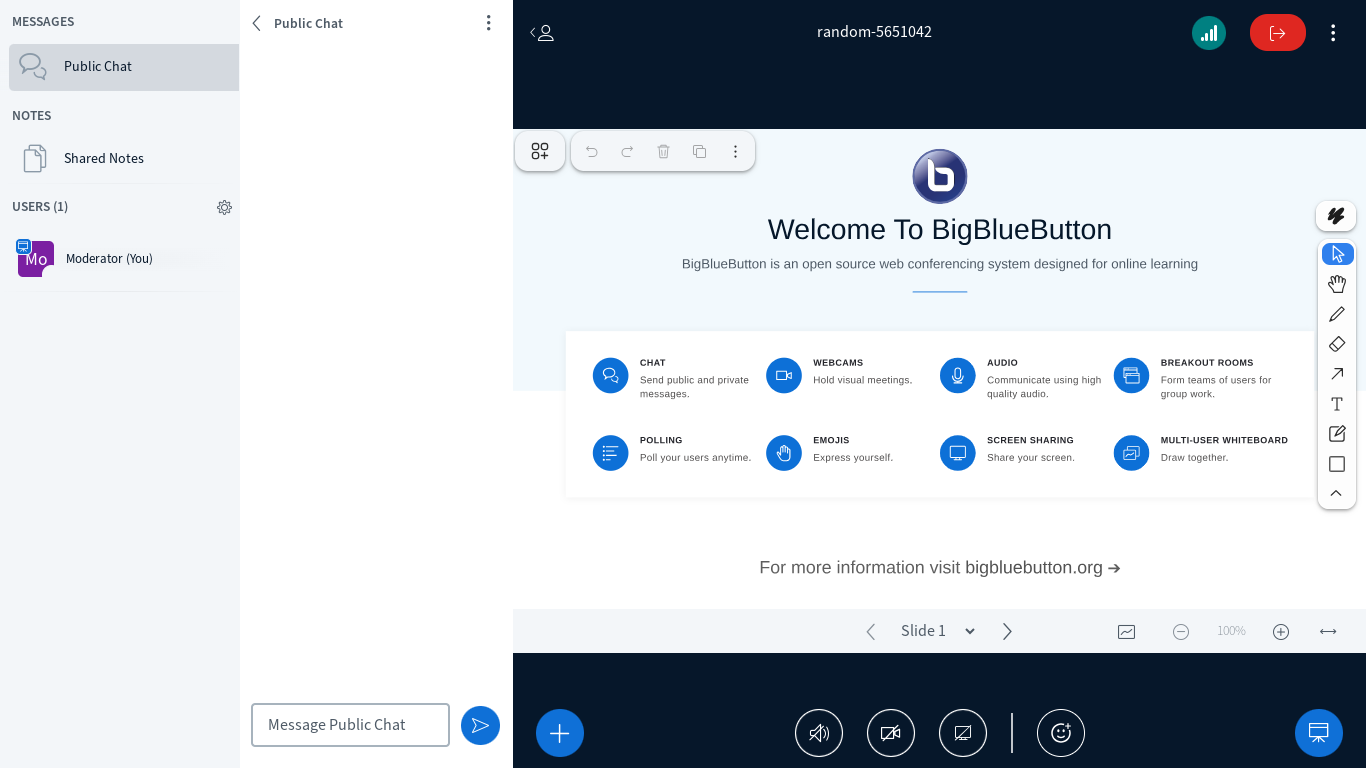 MESSAGES
Public Chat
NOTES
Shared Notes
USERS (1)
Mo
Moderator (You)
Public Chat
Message Public Chat
random-5651042
Welcome To BigBlueButton
BigBlueButton is an open source web conferencing system designed for online learning
CHAT
Send public and private
messages.
WEBCAMS
Hold visual meetings.
AUDIO
Communicate using high
quality audio.
BREAKOUT ROOMS
Form teams of users for
group work.
POLLING
Poll your users anytime.
EMOJIS
Express yourself.
SCREEN SHARING
Share your screen.
MULTI-USER WHITEBOARD
Draw together.
For more information visit bigbluebutton.org →
Slide 1
100%